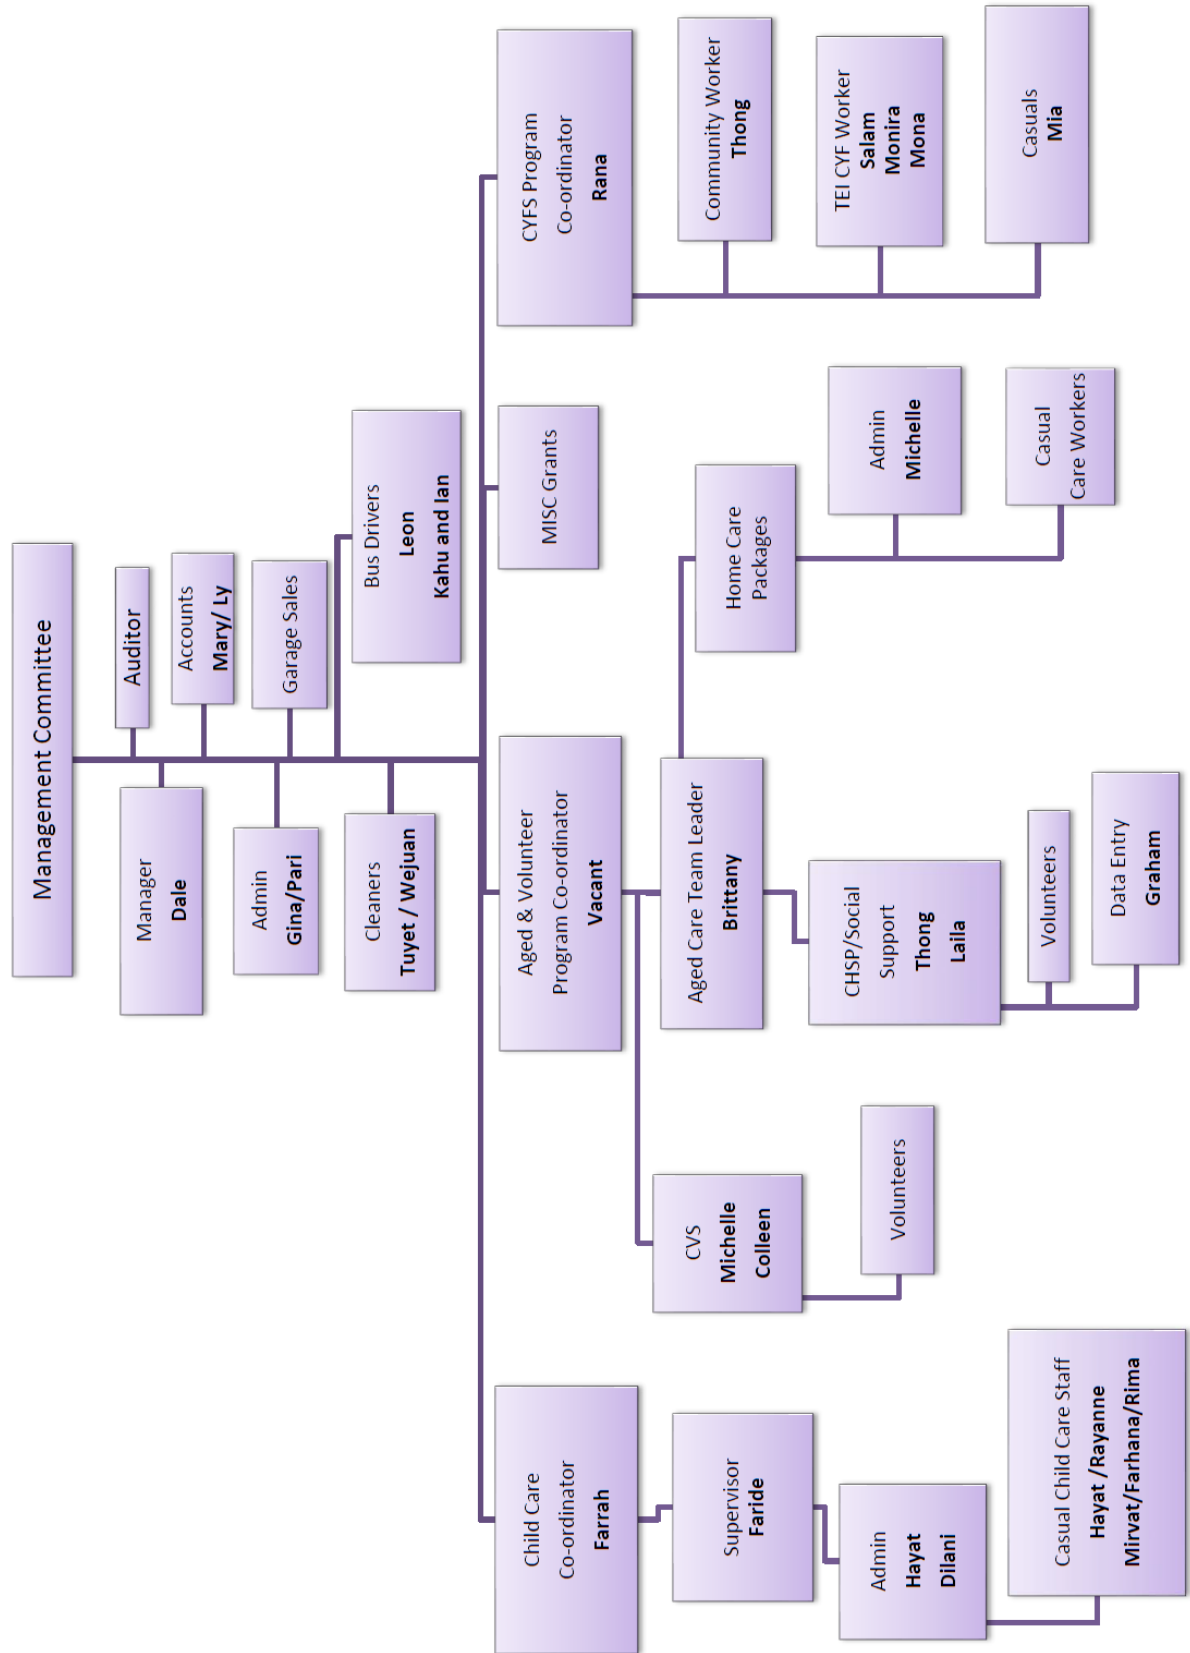 Management Committee
Auditor
Manager
Dale
Accounts
Mary/ Ly
Admin
Gina/Pari
Garage Sales
Cleaners
Tuyet / Wejuan
Bus Drivers
Leon
Kahu and Ian
Child Care
Co-ordinator
Farrah
Aged & Volunteer
Program Co-ordinator
Vacant
MISC Grants
CYFS Program
Co-ordinator
Rana
Supervisor
Faride
Admin
Hayat
Dilani
Casual Child Care Staff
Hayat /Rayanne
Mirvat/Farhana/Rima
CVS
Michelle
Colleen
Volunteers
Aged Care Team Leader
Brittany
CHSP/Social
Support
Thong
Laila
Volunteers
Data Entry
Graham
Home Care
Packages
Admin
Michelle
Casual
Care Workers
Community Worker
Thong
TEI CYF Worker
Salam
Monira
Mona
Casuals
Mia